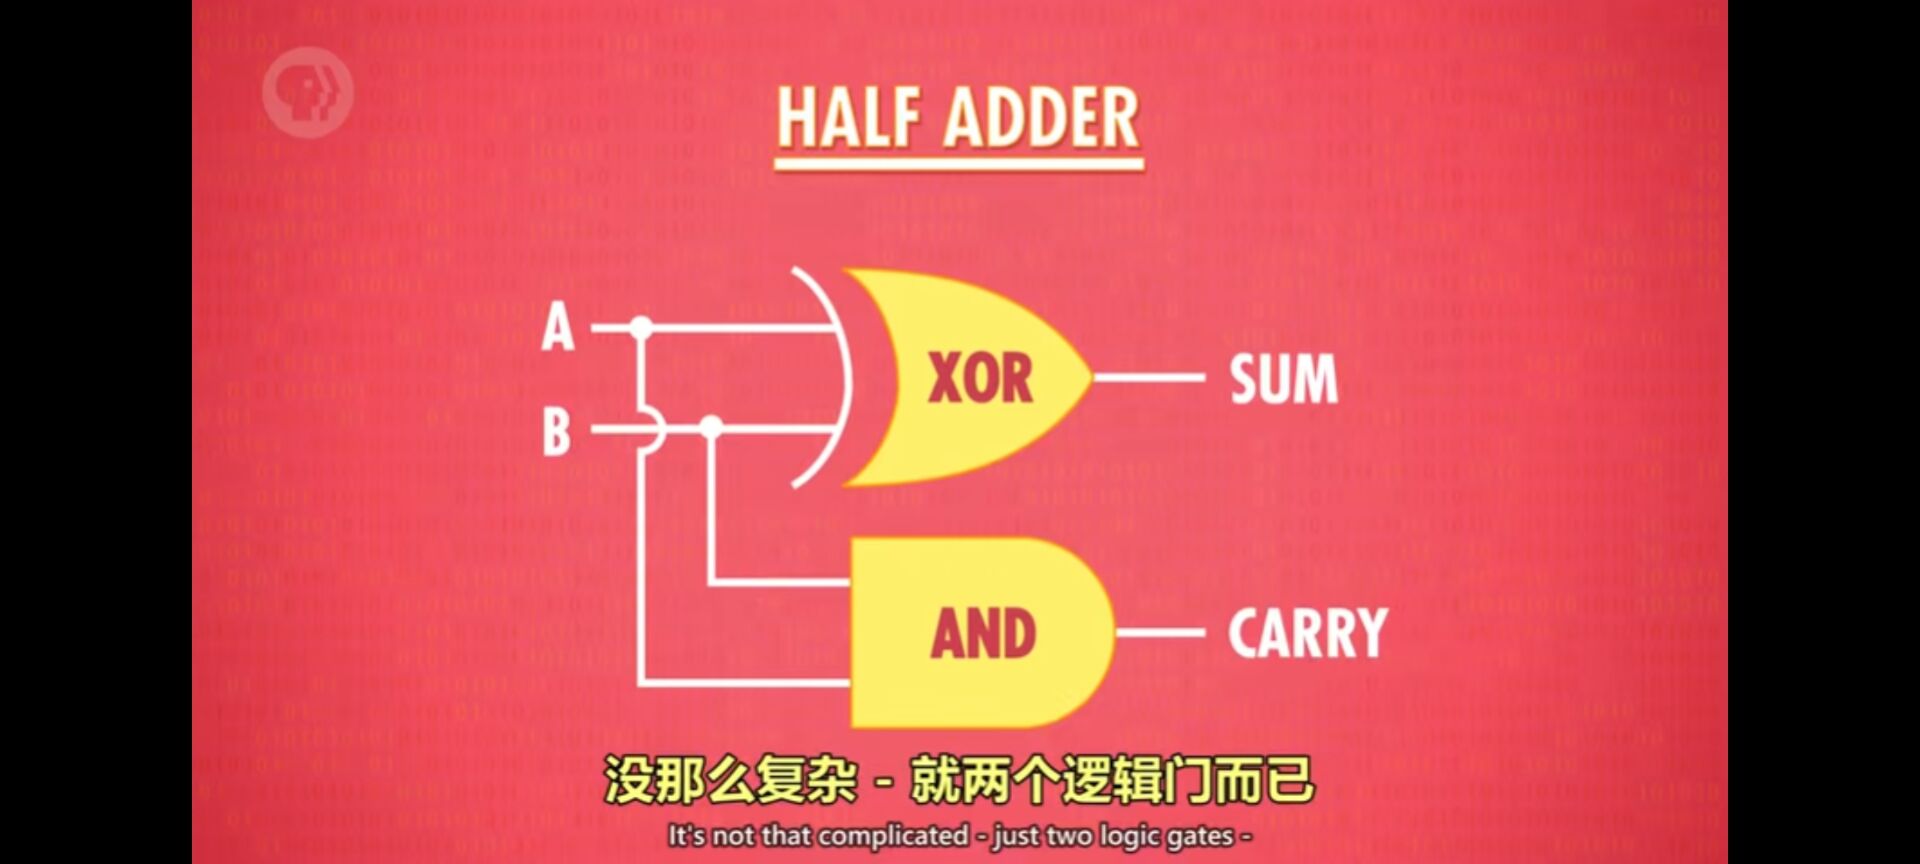 HALF ADDER
A
XOR
SUM
B
AND
CARRY
没那么复杂 - 就两个逻辑门而已
It's not that complicated - just two logic gates -